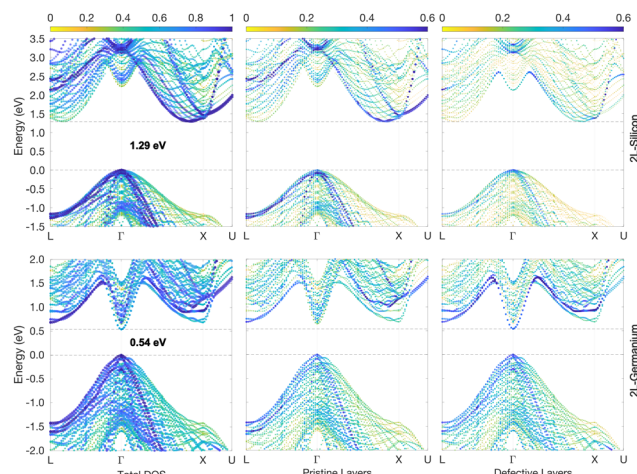 0 0.2 0.4 0.6 0.8 1
0 0.2 0.4 0.6
0 0.2 0.4 0.6
3.5
3.0
2.5
2.0
1.5
1.0
0.5
0.0
-0.5
-1.0
-1.5
Energy (eV)
1.29 eV
L Γ X U
L Γ X U
L Γ X U
2L-Silicon
2.0
1.5
1.0
0.5
0.0
-0.5
-1.0
-1.5
-2.0
Energy (eV)
0.54 eV
L Γ X U
L Γ X U
L Γ X U
2L-Germanium
Total DOS
Pristine Layers
Defective Layers